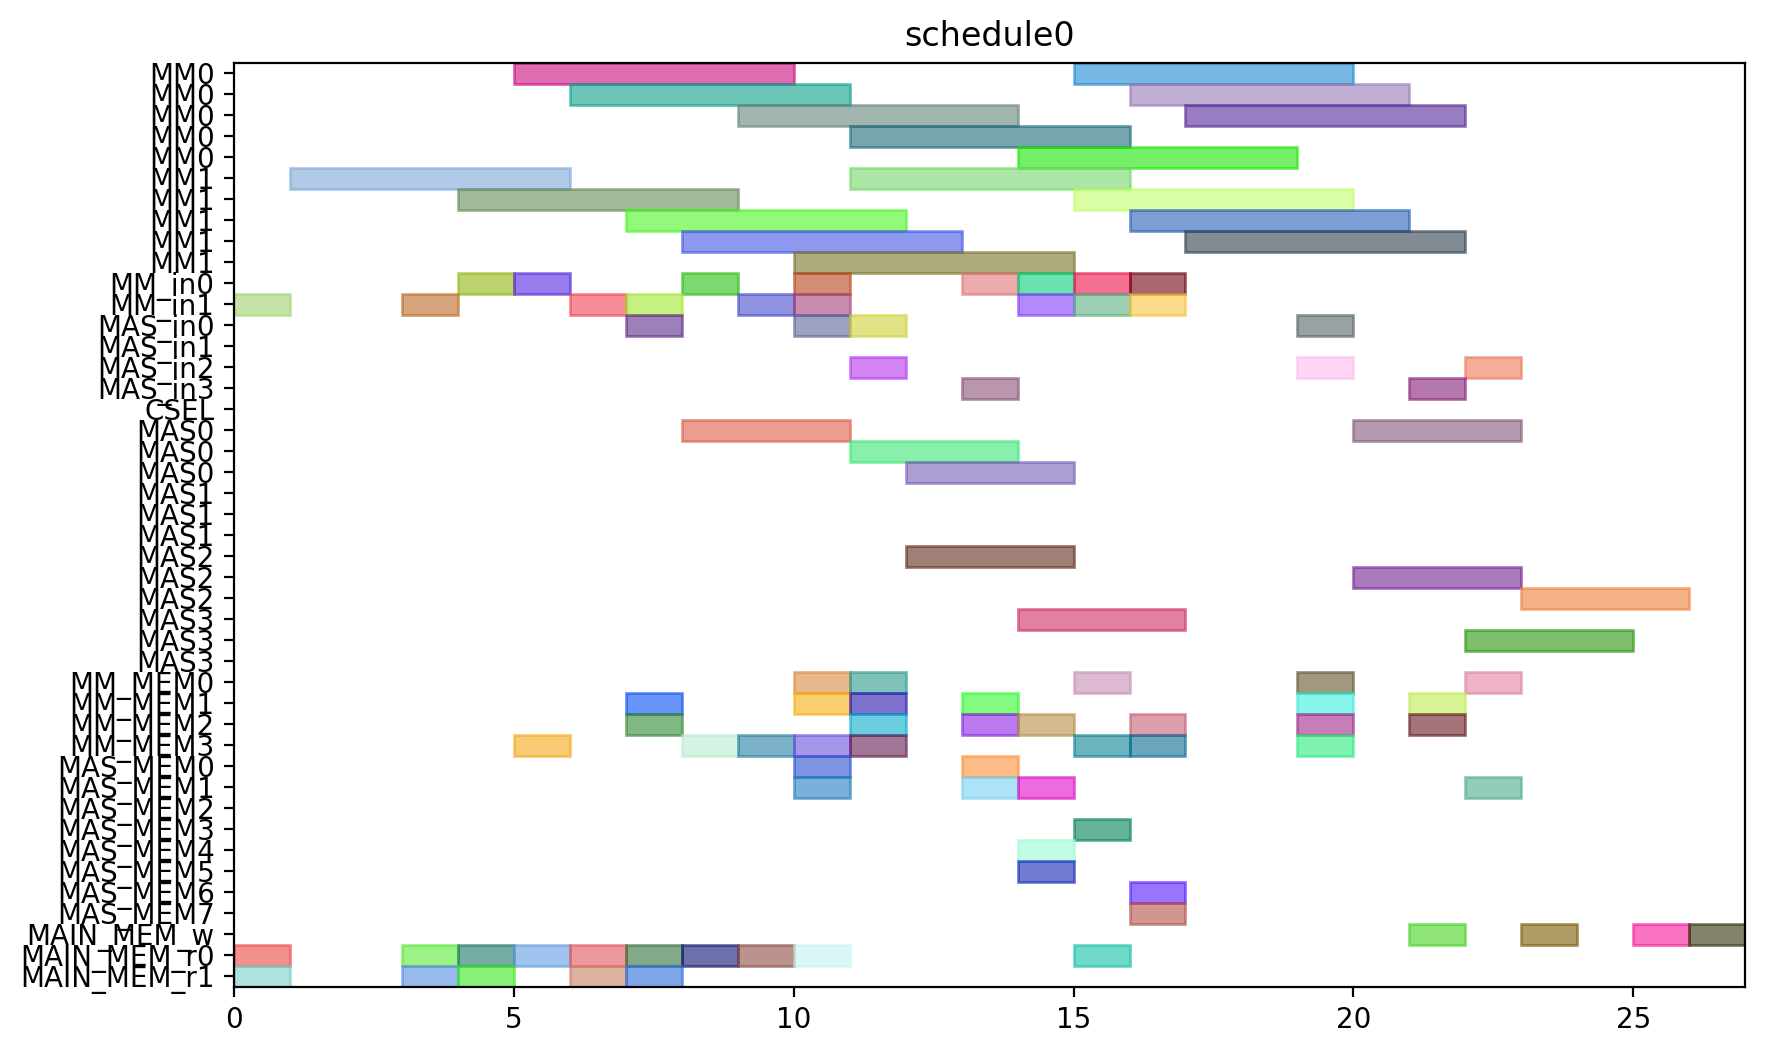 schedule0
MM0
MM0
MM0
MM0
MM0
MM1
MM1
MM1
MM1
MM1
MM_in0
MM_in1
MAS_in0
MAS_in1
MAS_in2
MAS_in3
CSEL
MAS0
MAS0
MAS0
MAS1
MAS1
MAS1
MAS2
MAS2
MAS2
MAS3
MAS3
MAS3
MM_MEM0
MM_MEM1
MM_MEM2
MM_MEM3
MAS_MEM0
MAS_MEM1
MAS_MEM2
MAS_MEM3
MAS_MEM4
MAS_MEM5
MAS_MEM6
MAS_MEM7
MAIN_MEM_w
MAIN_MEM_r0
MAIN_MEM_r1
0 5 10 15 20 25